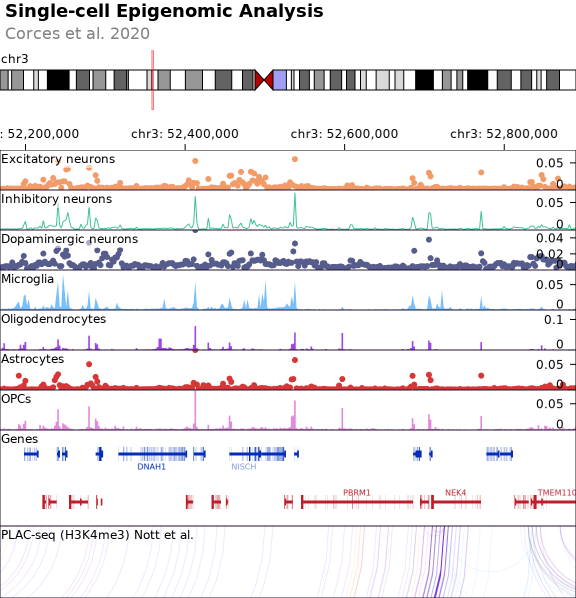 Single-cell Epigenomic Analysis
Corces et al. 2020
chr3
: 52,200,000 chr3: 52,400,000 chr3: 52,600,000 chr3: 52,800,000
Excitatory neurons 0.05
0
Inhibitory neurons 0.05
0
Dopaminergic neurons 0.04
0.02
0
Microglia 0.05
0
Oligodendrocytes 0.1
0
Astrocytes 0.05
0
OPCs 0.05
0
Genes
DNAH1 NISCH
PBRM1 NEK4 TMEM110
PLAC-seq (H3K4me3) Nott et al.